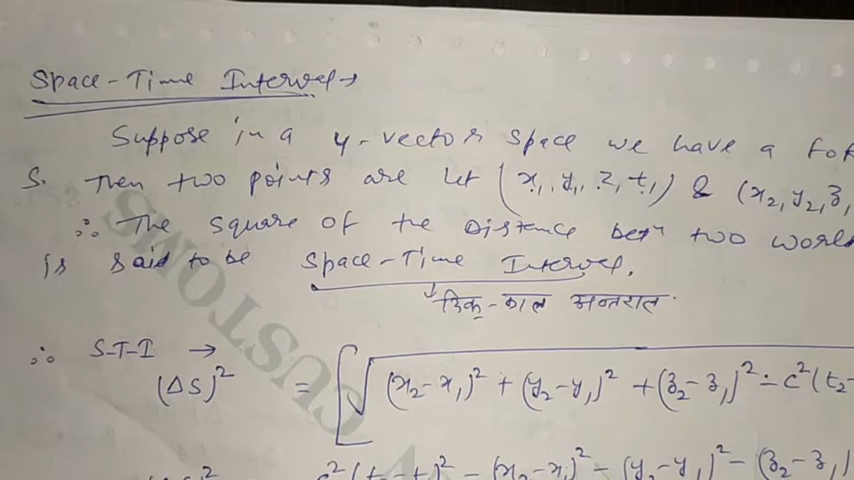 Space-Time Interval→
Suppose in a 4-vector space we have a
S. Then two points are let (x₁, y₁, z₁, t₁) & (x₂, y₂, z₂,
∴ The square of the Distance betⁿ two world
is said to be Space-Time Interval.
↓ दिक्-काल अन्तराल.
∴ S-T-I →
(ΔS)² = [√(x₂-x₁)² + (y₂-y₁)² + (z₂-z₁)² - c²(t₂-
c²(t₂-t₁)² - (x₂-x₁)² - (y₂-y₁)² - (z₂-z₁)
CUSTOMS